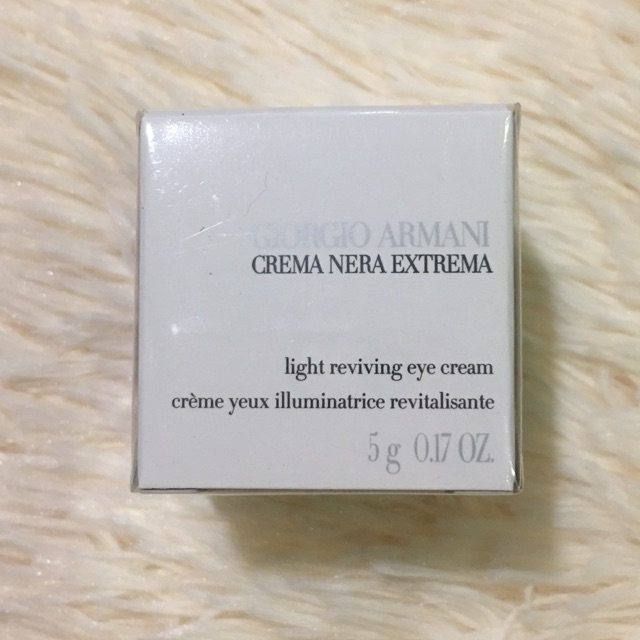 GIORGIO ARMANI
CREMA NERA EXTREMA
light reviving eye cream
crème yeux illuminatrice revitalisante
5 g 0.17 OZ.